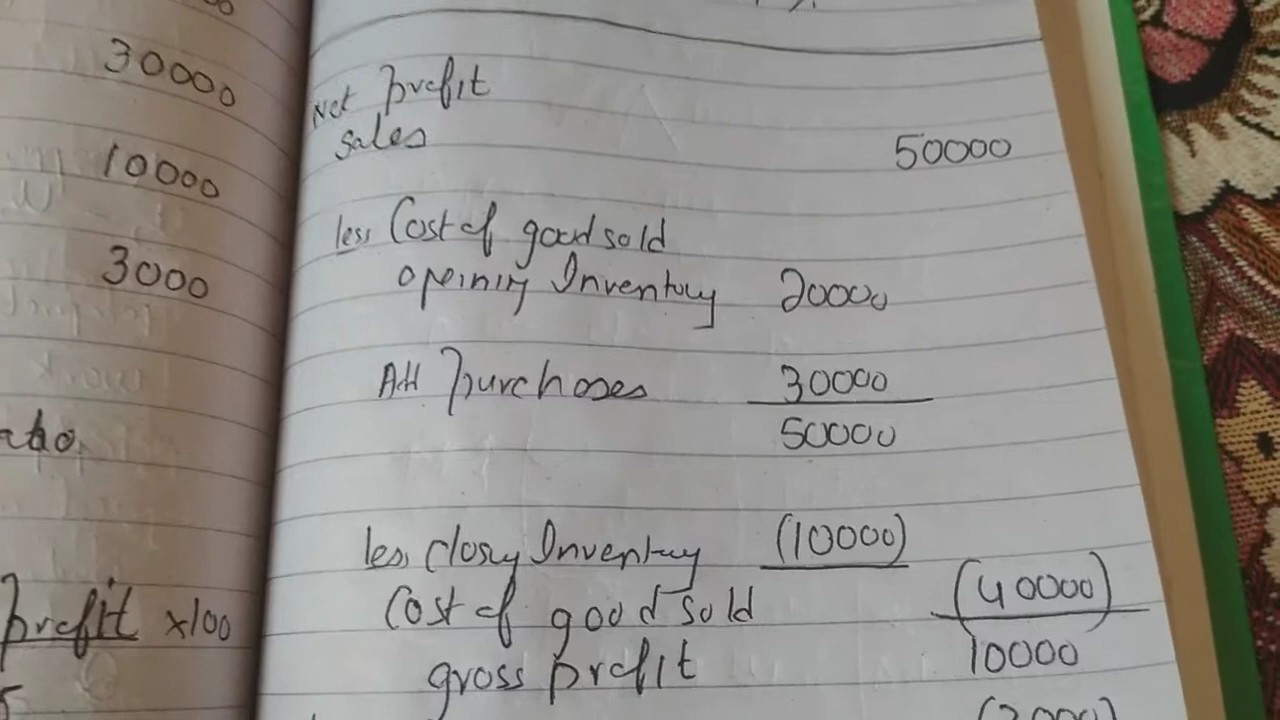 30000
10000
3000
profit x100
Net profit
sales 50000
less Cost of good sold
opening Inventory 20000
Add purchases 30000
50000
less closy Inventory (10000)
Cost of good sold (40000)
gross profit 10000